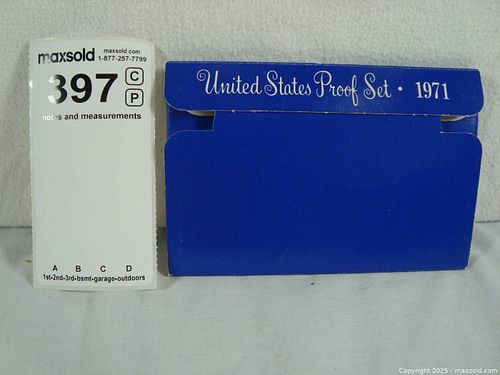 maxsold maxsold.com
1-877-257-7799
397 C
P
notes and measurements
A B C D
1st-2nd-3rd-bsmt-garage-outdoors
United States Proof Set · 1971
Copyright 2025 - maxsold.com